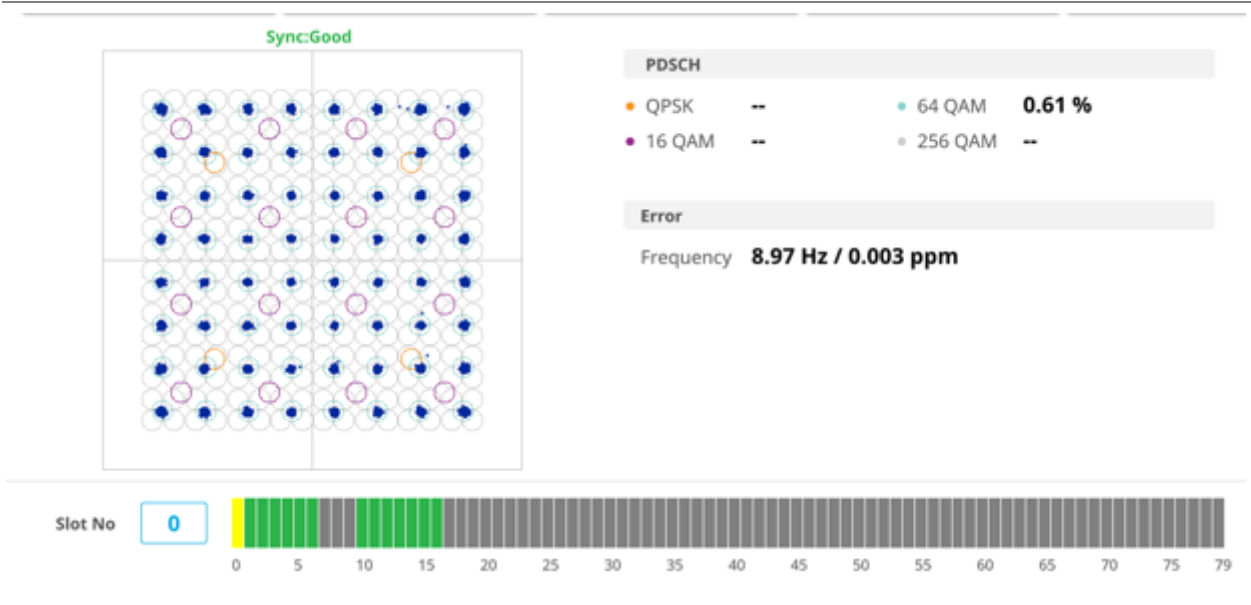 Sync:Good
PDSCH
QPSK -- 64 QAM 0.61 %
16 QAM -- 256 QAM --
Error
Frequency 8.97 Hz / 0.003 ppm
Slot No 0
0 5 10 15 20 25 30 35 40 45 50 55 60 65 70 75 79